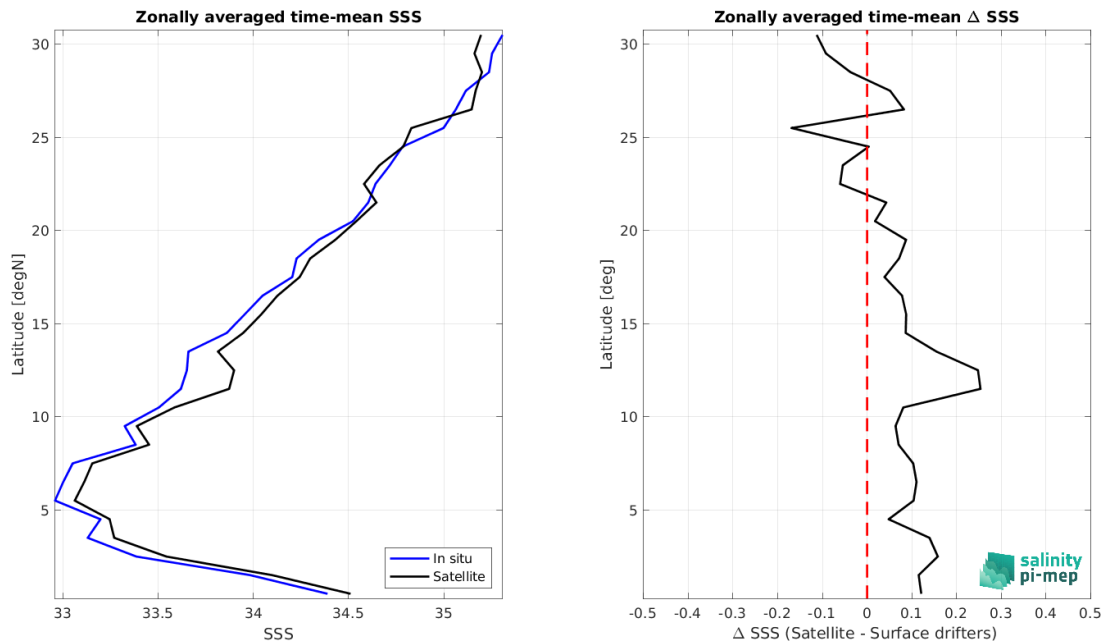 Zonally averaged time-mean SSS
30
25
20
15
10
5
Latitude [degN]
33
33.5
34
34.5
35
SSS
In situ
Satellite
Zonally averaged time-mean Δ SSS
30
25
20
15
10
5
Latitude [deg]
-0.5
-0.4
-0.3
-0.2
-0.1
0
0.1
0.2
0.3
0.4
0.5
Δ SSS (Satellite - Surface drifters)
salinity
pi-mep